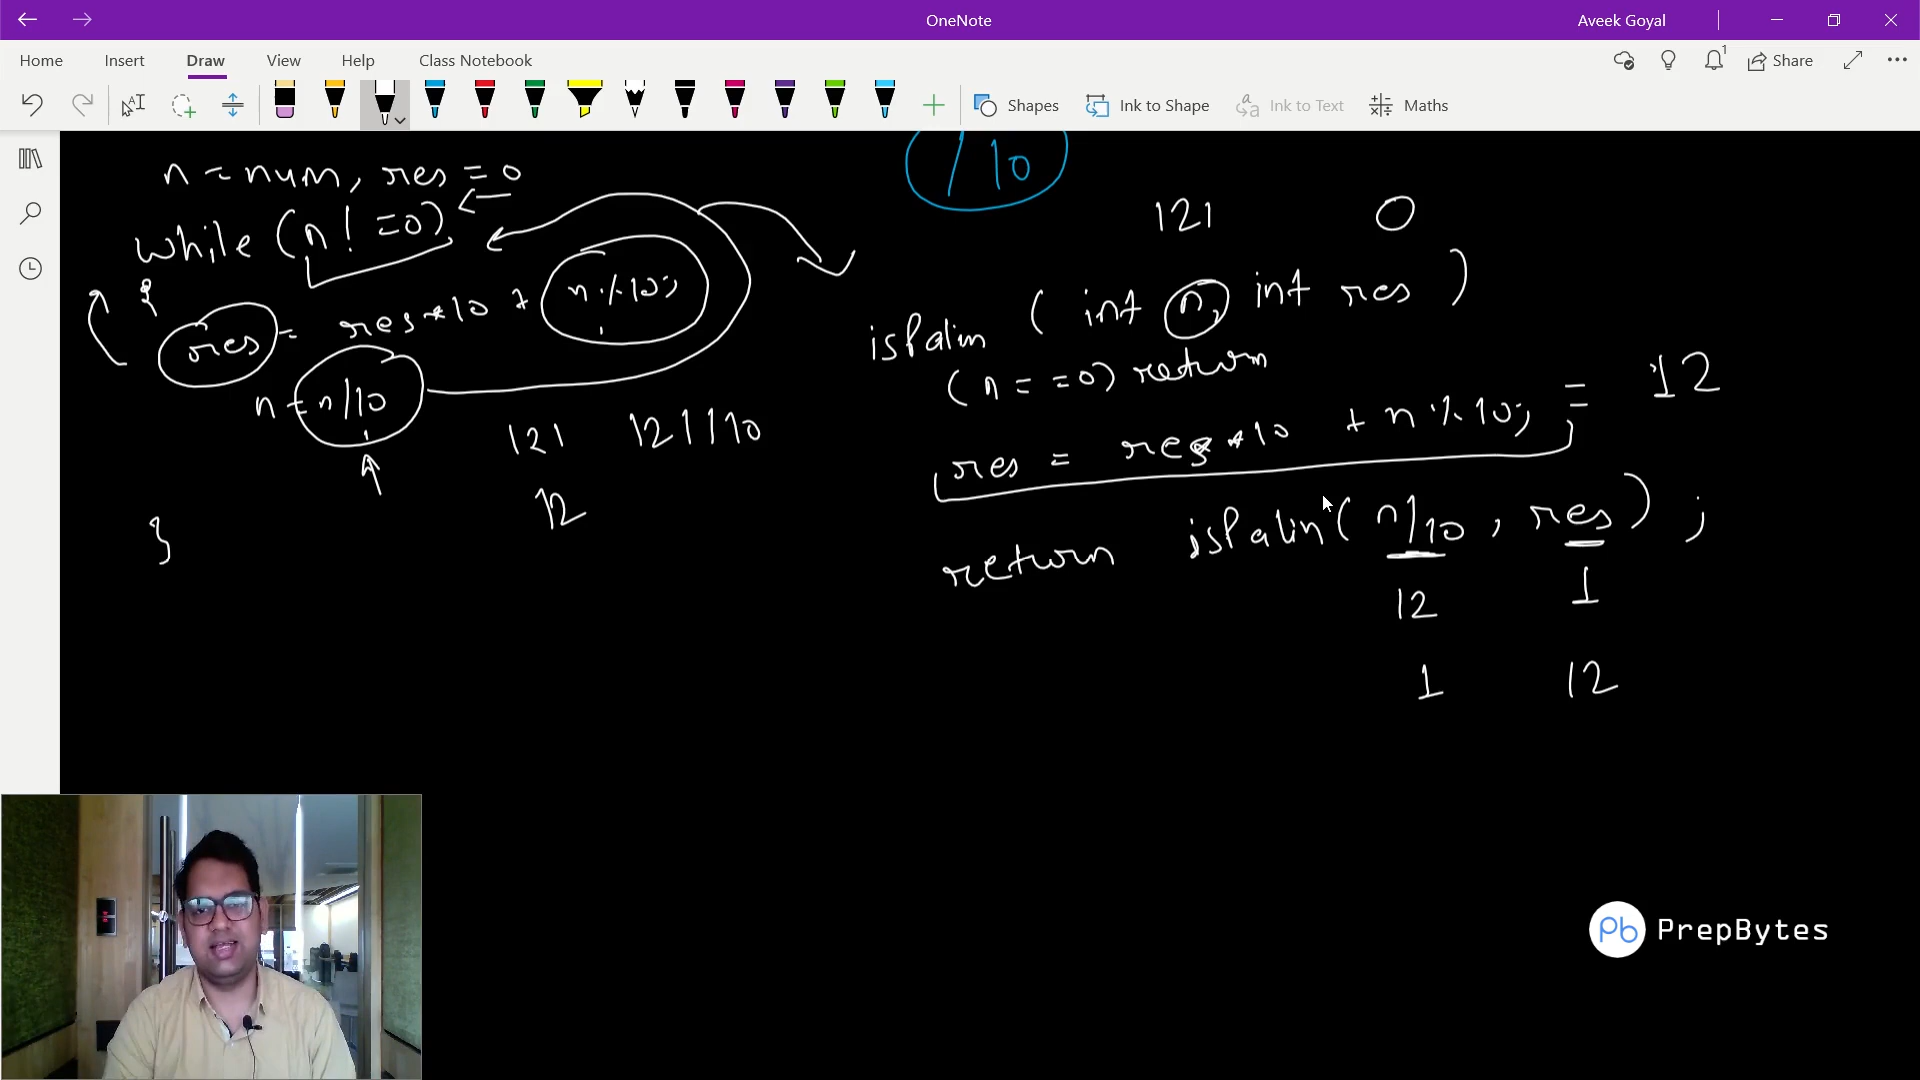 OneNote
Aveek Goyal
Home Insert Draw View Help Class Notebook
1 Share
Shapes Ink to Shape Ink to Text Maths
n = num, res = 0
while (n != 0)
{
res = res * 10 + n % 10;
n = n/10
121 121/10
12
}
/10
121 0
isPalin ( int n, int res )
(n == 0) return
res = res * 10 + n % 10; = 12
return isPalin( n/10 , res ) ;
12 1
1 12
Pb PrepBytes